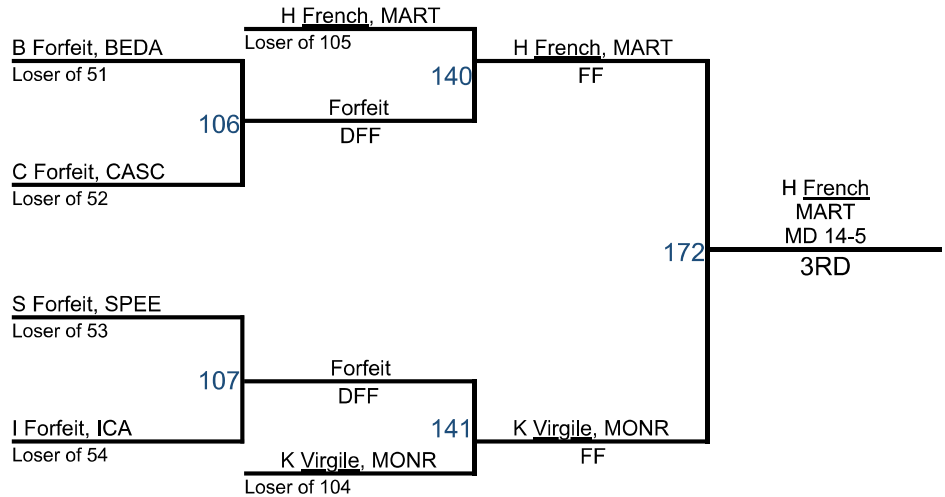 H French, MART
Loser of 105
B Forfeit, BEDA
Loser of 51
H French, MART
FF
140
Forfeit
DFF
106
C Forfeit, CASC
Loser of 52
H French
MART
MD 14-5
3RD
172
S Forfeit, SPEE
Loser of 53
Forfeit
DFF
107
I Forfeit, ICA
Loser of 54
141
K Virgile, MONR
FF
K Virgile, MONR
Loser of 104